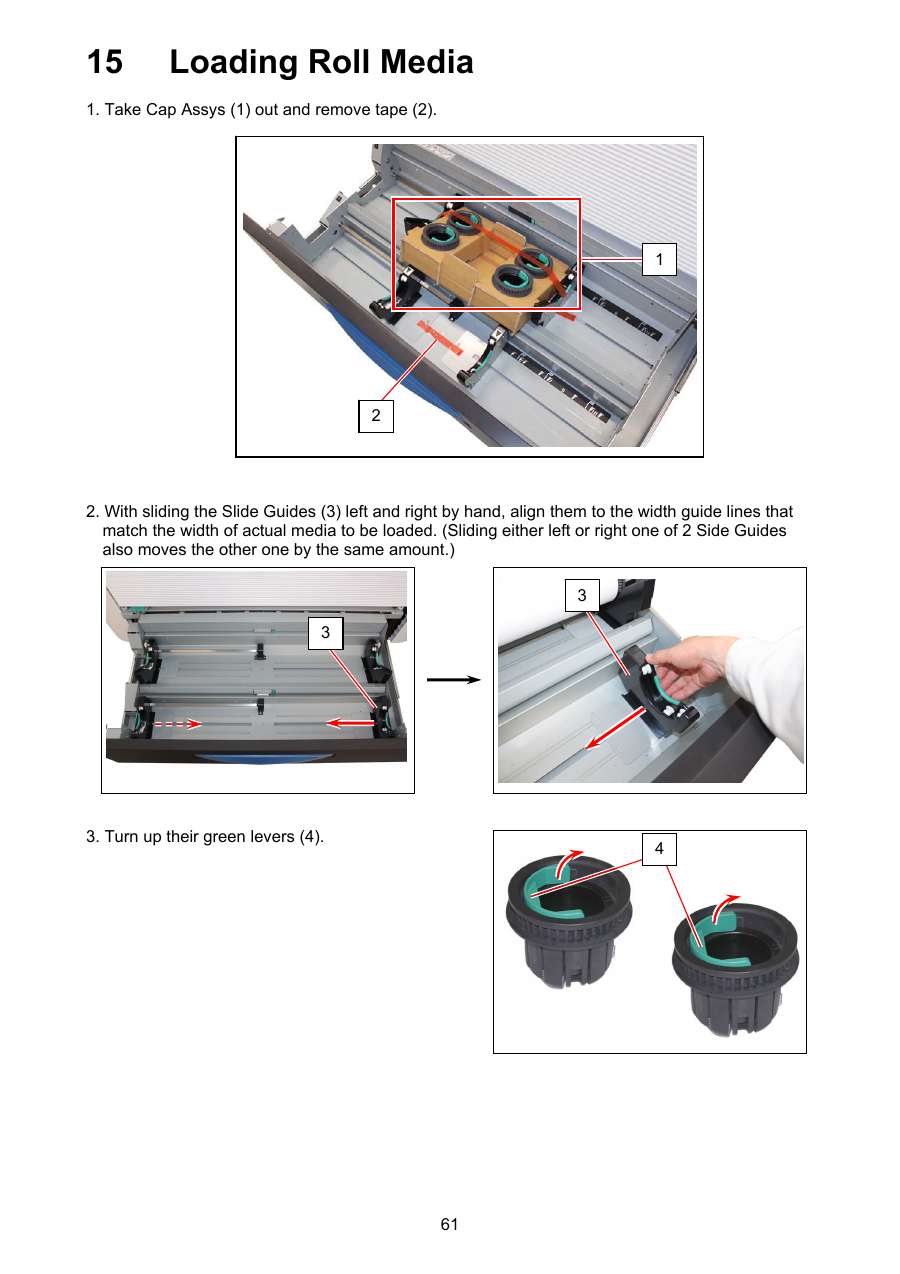 15 Loading Roll Media
1. Take Cap Assys (1) out and remove tape (2).
1
2
2. With sliding the Slide Guides (3) left and right by hand, align them to the width guide lines that
match the width of actual media to be loaded. (Sliding either left or right one of 2 Side Guides
also moves the other one by the same amount.)
3
3
3. Turn up their green levers (4).
4
61